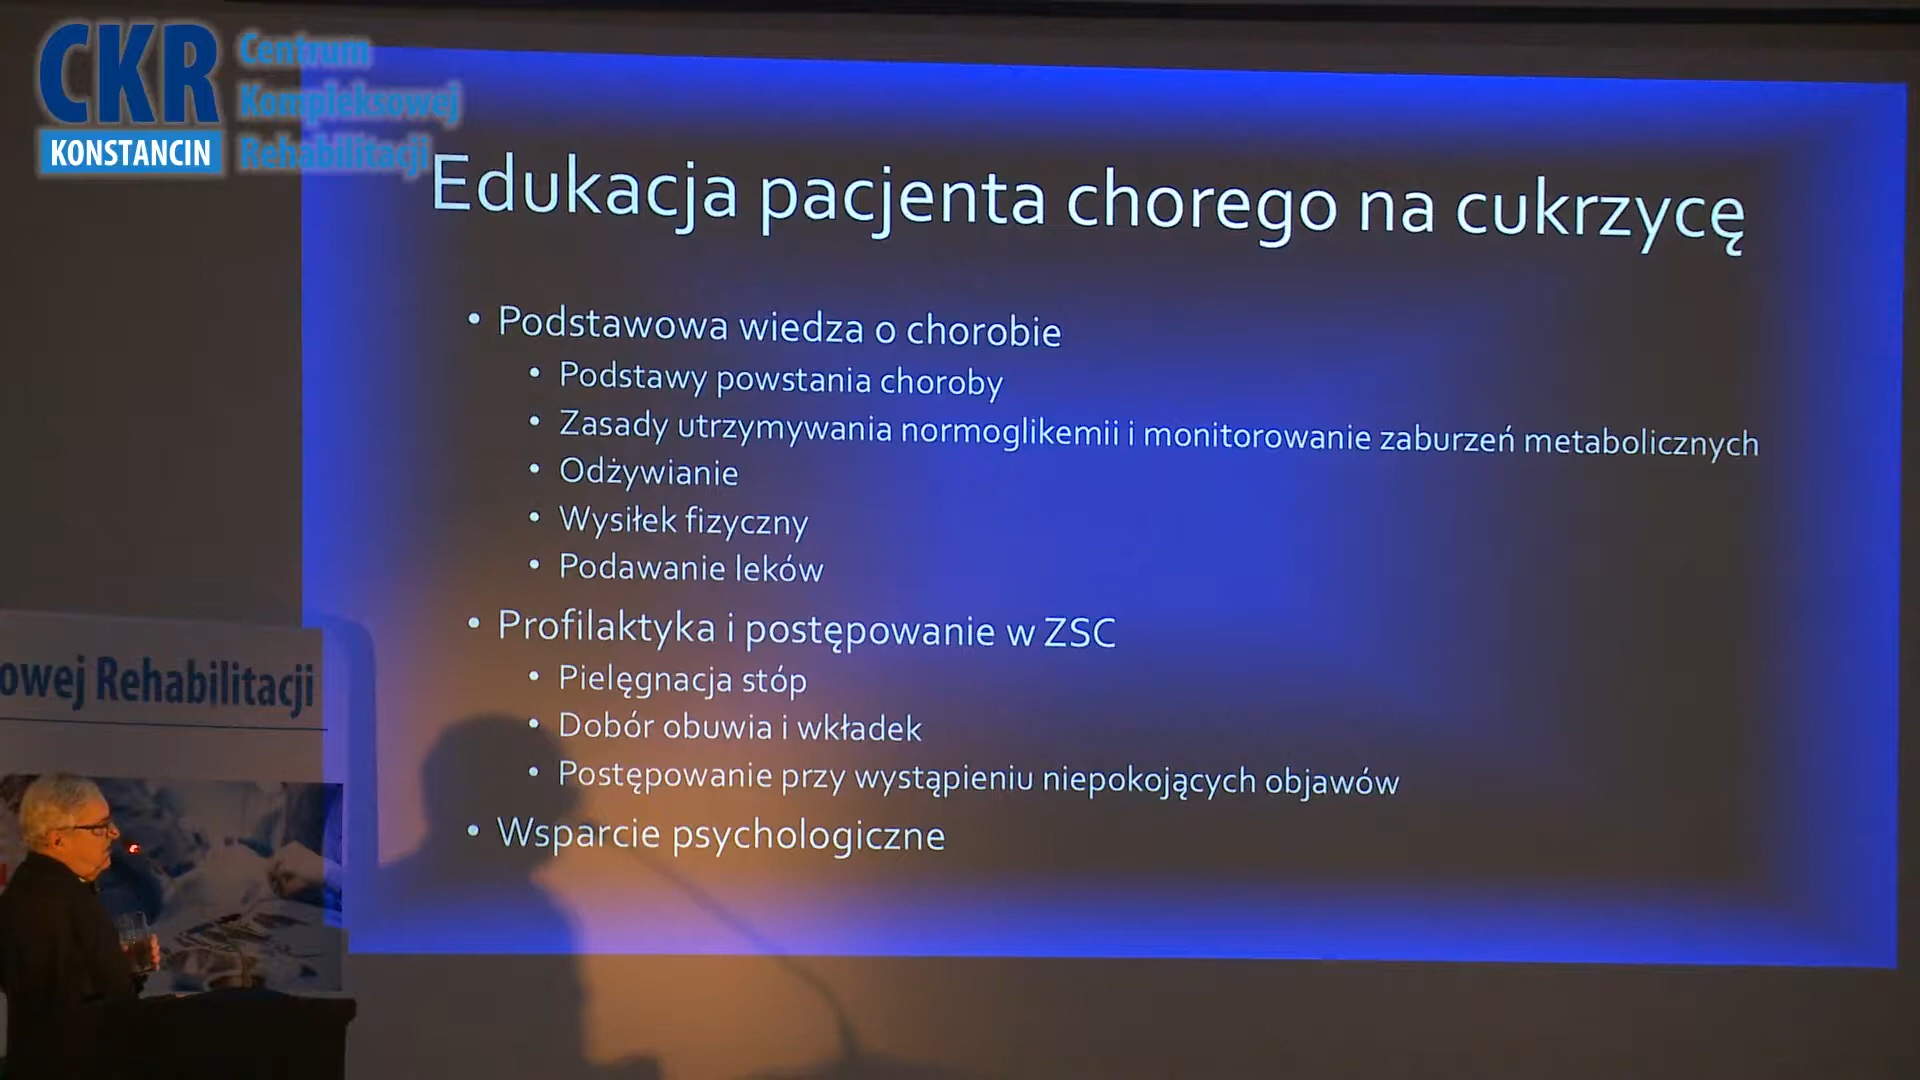 CKR
KONSTANCIN
Centrum
Kompleksowej
Rehabilitacji
Edukacja pacjenta chorego na cukrzycę
• Podstawowa wiedza o chorobie
• Podstawy powstania choroby
• Zasady utrzymywania normoglikemii i monitorowanie zaburzeń metabolicznych
• Odżywianie
• Wysiłek fizyczny
• Podawanie leków
• Profilaktyka i postępowanie w ZSC
• Pielęgnacja stóp
• Dobór obuwia i wkładek
• Postępowanie przy wystąpieniu niepokojących objawów
• Wsparcie psychologiczne
owej Rehabilitacji